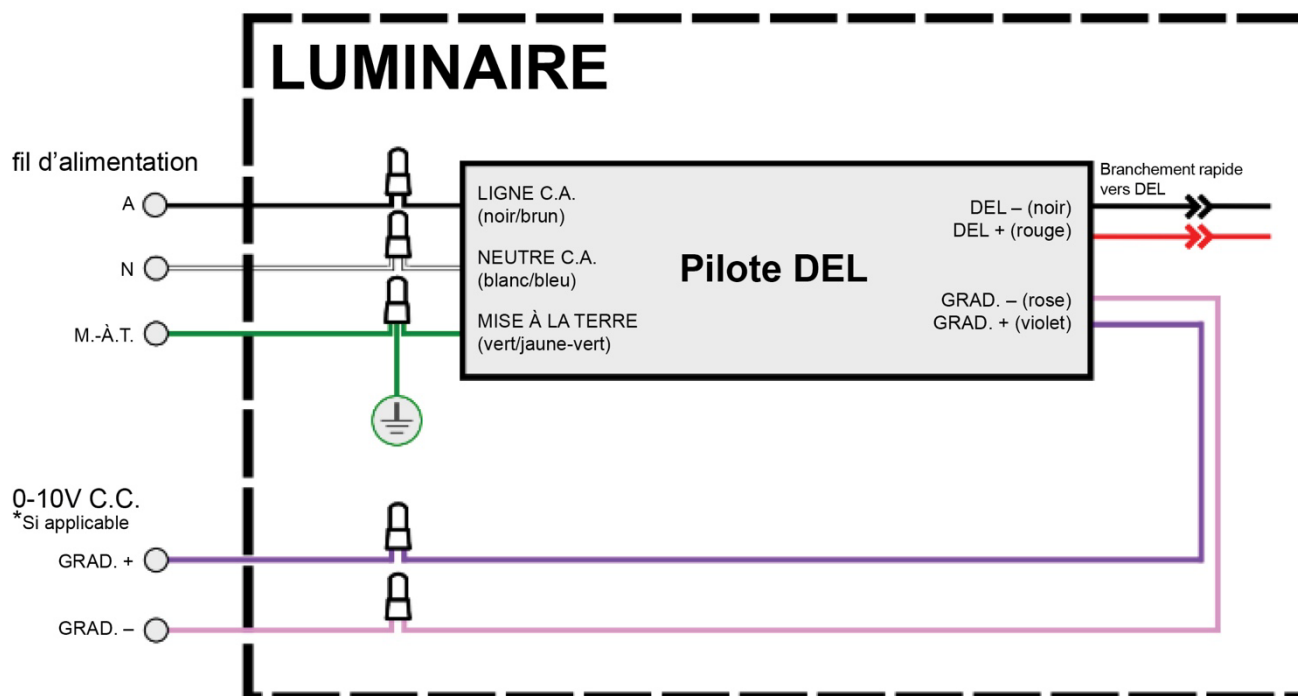 LUMINAIRE
fil d'alimentation
A
N
M.-À.T.
LIGNE C.A.
(noir/brun)
NEUTRE C.A.
(blanc/bleu)
MISE À LA TERRE
(vert/jaune-vert)
Pilote DEL
DEL – (noir)
DEL + (rouge)
GRAD. – (rose)
GRAD. + (violet)
Branchement rapide
vers DEL
0-10V C.C.
*Si applicable
GRAD. +
GRAD. –